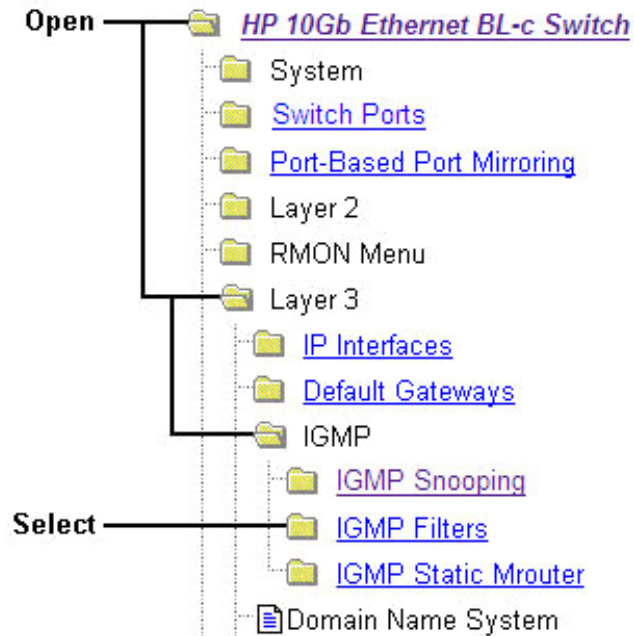 Open HP 10Gb Ethernet BL-c Switch
System
Switch Ports
Port-Based Port Mirroring
Layer 2
RMON Menu
Layer 3
IP Interfaces
Default Gateways
IGMP
IGMP Snooping
Select IGMP Filters
IGMP Static Mrouter
Domain Name System